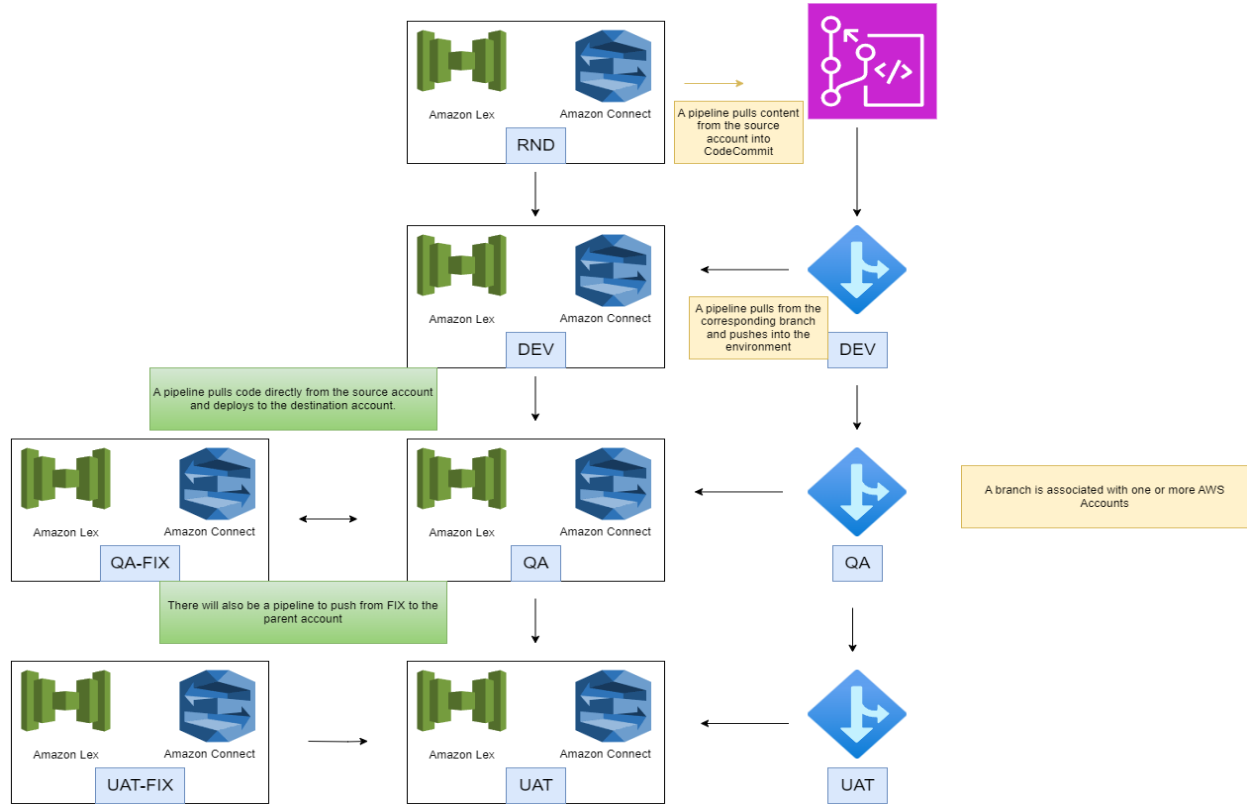 Amazon Lex
Amazon Connect
RND
A pipeline pulls content
from the source
account into
CodeCommit
</>
Amazon Lex
Amazon Connect
DEV
A pipeline pulls from the
corresponding branch
and pushes into the
environment
DEV
A pipeline pulls code directly from the source account
and deploys to the destination account.
Amazon Lex
Amazon Connect
QA-FIX
Amazon Lex
Amazon Connect
QA
QA
A branch is associated with one or more AWS
Accounts
There will also be a pipeline to push from FIX to the
parent account
Amazon Lex
Amazon Connect
UAT-FIX
Amazon Lex
Amazon Connect
UAT
UAT